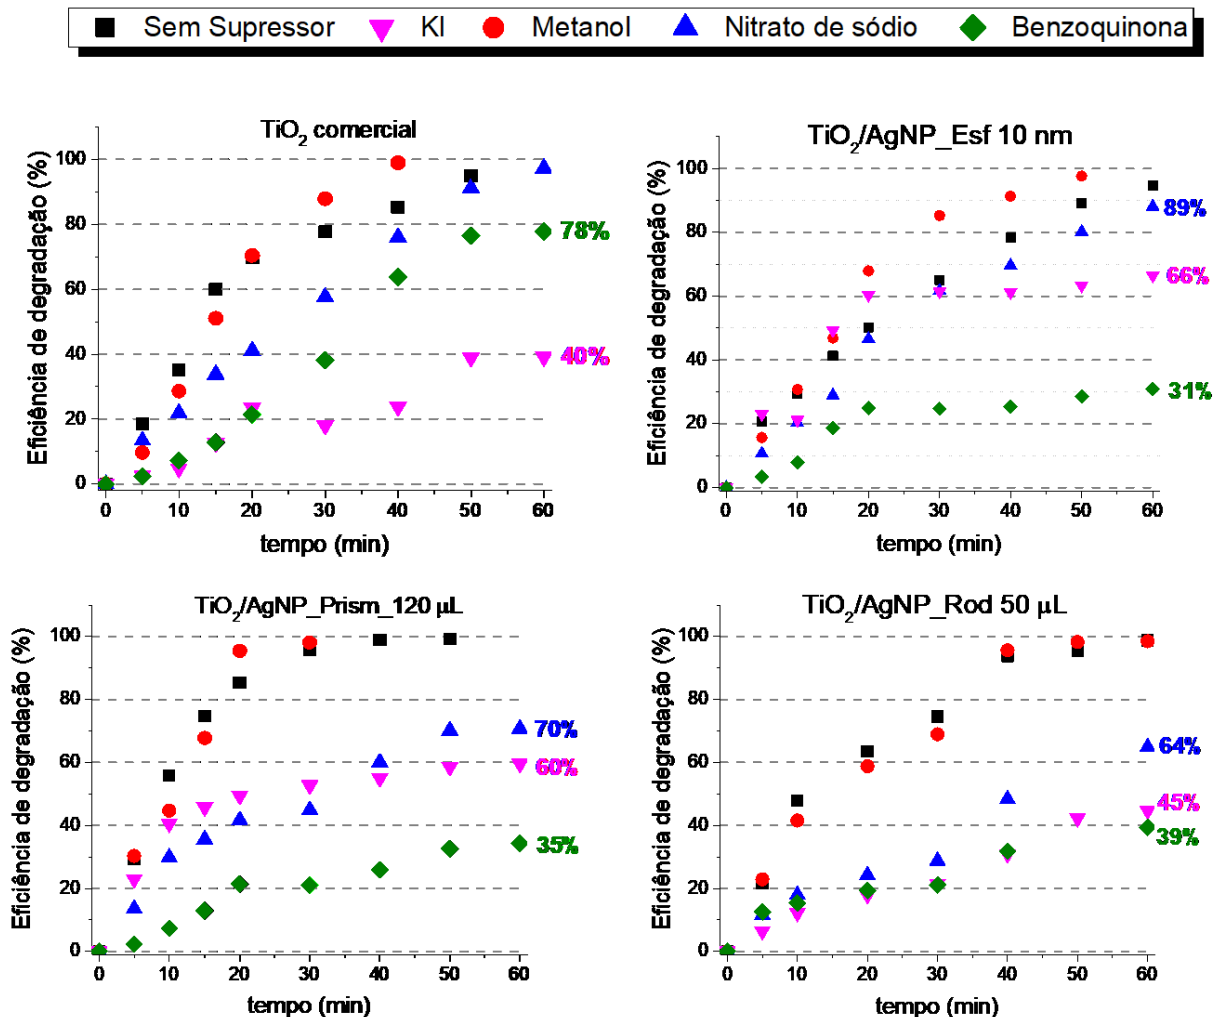 Sem Supressor KI Metanol Nitrato de sódio Benzoquinona
TiO2 comercial
Eficiência de degradação (%)
100
80
60
40
20
0
78%
40%
0 10 20 30 40 50 60
tempo (min)
TiO2/AgNP_Esf 10 nm
Eficiência de degradação (%)
100
80
60
40
20
0
89%
66%
31%
0 10 20 30 40 50 60
tempo (min)
TiO2/AgNP_Prism_120 µL
Eficiência de degradação (%)
100
80
60
40
20
0
70%
60%
35%
0 10 20 30 40 50 60
tempo (min)
TiO2/AgNP_Rod 50 µL
Eficiência de degradação (%)
100
80
60
40
20
0
64%
45%
39%
0 10 20 30 40 50 60
tempo (min)